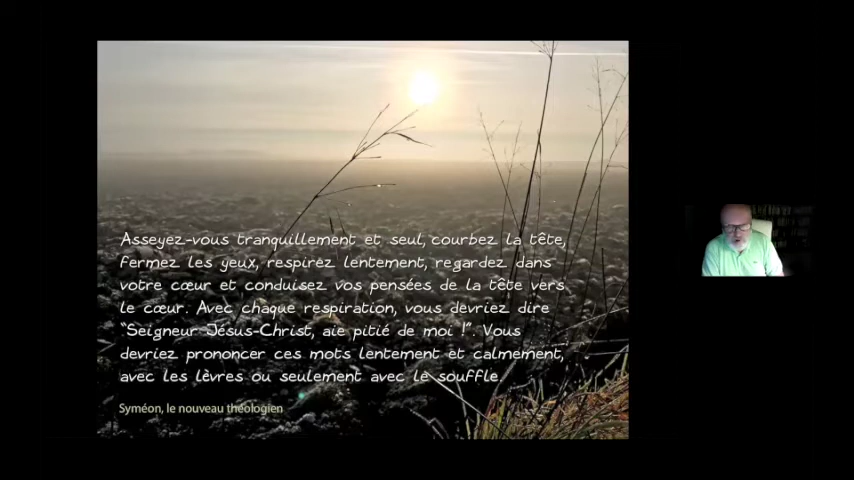 Asseyez-vous tranquillement et seul, courbez la tête,
fermez les yeux, respirez lentement, regardez dans
votre cœur et conduisez vos pensées de la tête vers
le cœur. Avec chaque respiration, vous devriez dire
"Seigneur Jésus-Christ, aie pitié de moi !". Vous
devriez prononcer ces mots lentement et calmement,
avec les lèvres ou seulement avec le souffle.
Syméon, le nouveau théologien